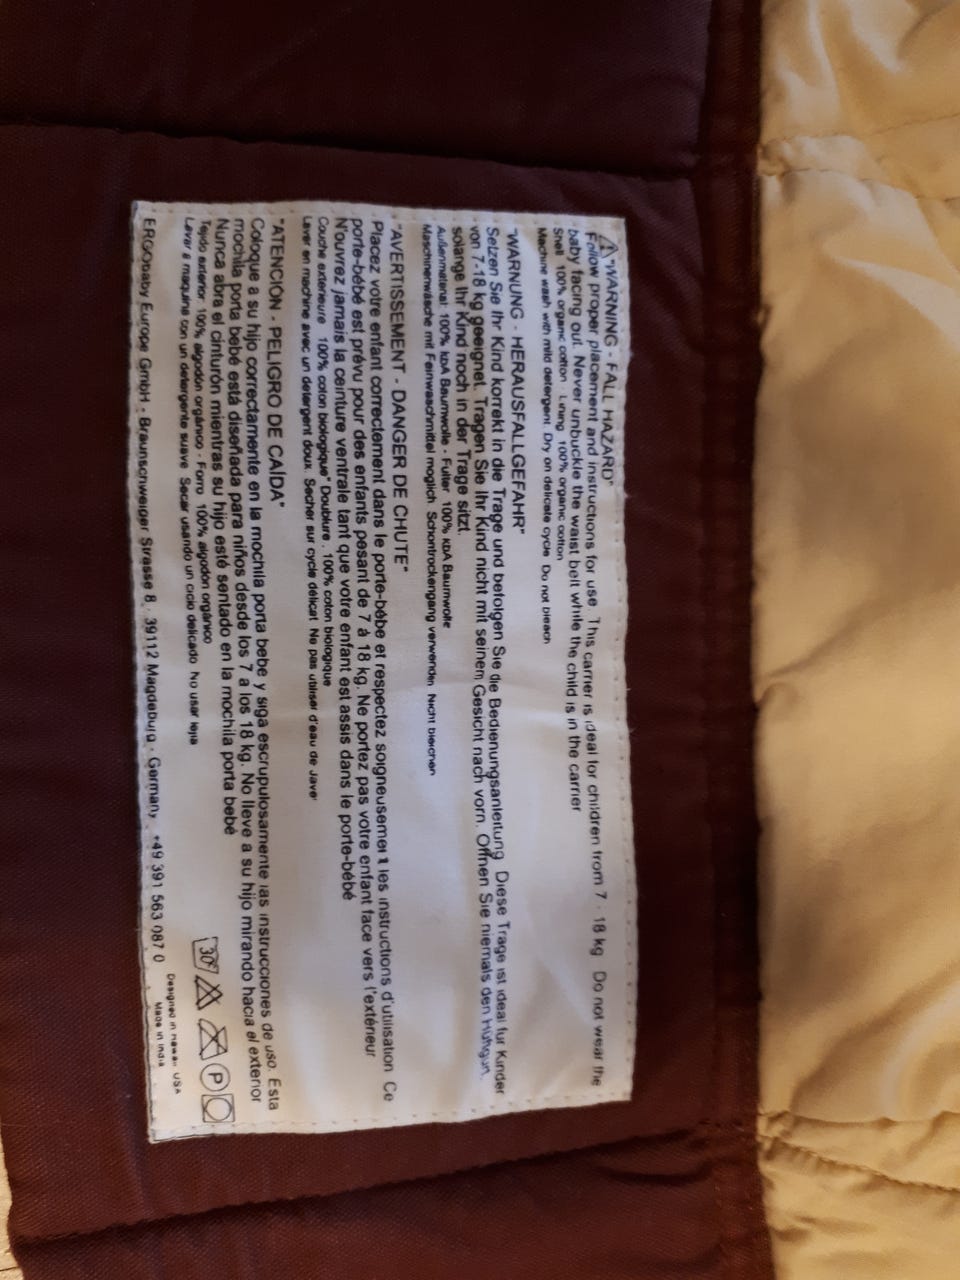 ⚠ WARNING - FALL HAZARD"
Follow proper placement and instructions for use. This carrier is ideal for children from 7 - 18 kg. Do not wear the
baby facing out. Never unbuckle the waist belt while the child is in the carrier
Shell 100% organic cotton - Lining 100% organic cotton
Machine wash with mild detergent. Dry on delicate cycle. Do not bleach
"WARNUNG - HERAUSFALLGEFAHR"
Setzen Sie Ihr Kind korrekt in die Trage und befolgen Sie die Bedienungsanleitung. Diese Trage ist ideal für Kinder
von 7-18 kg geeignet. Tragen Sie Ihr Kind nicht mit seinem Gesicht nach vorn. Öffnen Sie niemals den Hüftgurt,
solange Ihr Kind noch in der Trage sitzt.
Außenmaterial 100% kbA Baumwolle - Futter 100% kbA Baumwolle
Maschinenwäsche mit Feinwaschmittel möglich. Schontrockengang verwenden. Nicht bleichen
"AVERTISSEMENT - DANGER DE CHUTE"
Placez votre enfant correctement dans le porte-bébé et respectez soigneusement les instructions d'utilisation. Ce
porte-bébé est prévu pour des enfants pesant de 7 à 18 kg. Ne portez pas votre enfant face vers l'extérieur
N'ouvrez jamais la ceinture ventrale tant que votre enfant est assis dans le porte-bébé
Couche exterieure 100% coton biologique" Doublure . 100% coton biologique
Laver en machine avec un detergent doux. Secher sur cycle délicat. Ne pas utiliser d'eau de Javel
"ATENCIÓN - PELIGRO DE CAÍDA"
Coloque a su hijo correctamente en la mochila porta bebé y siga escrupulosamente las instrucciones de uso. Esta
mochila porta bebé está diseñada para niños desde los 7 a los 18 kg. No lleve a su hijo mirando hacia el exterior
Nunca abra el cinturón mientras su hijo esté sentado en la mochila porta bebé
Tejido exterior 100% algodón orgánico - Forro 100% algodón orgánico
Lavar a maquina con un detergente suave. Secar usando un ciclo delicado. No usar lejia
30° P
ERGObaby Europe GmbH - Braunschweiger Strasse 8 . 39112 Magdeburg - Germany . +49 391 563 087 0
Designed in Hawaii USA
Made in India